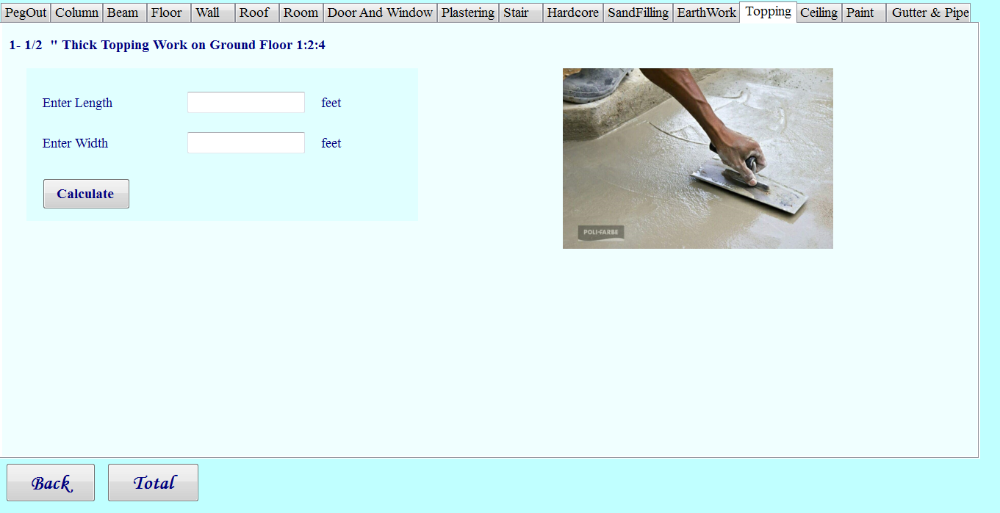 PegOut Column Beam Floor Wall Roof Room Door And Window Plastering Stair Hardcore SandFilling EarthWork Topping Ceiling Paint Gutter & Pipe
1- 1/2 " Thick Topping Work on Ground Floor 1:2:4
Enter Length feet
Enter Width feet
Calculate
POLI-FARBE
Back Total